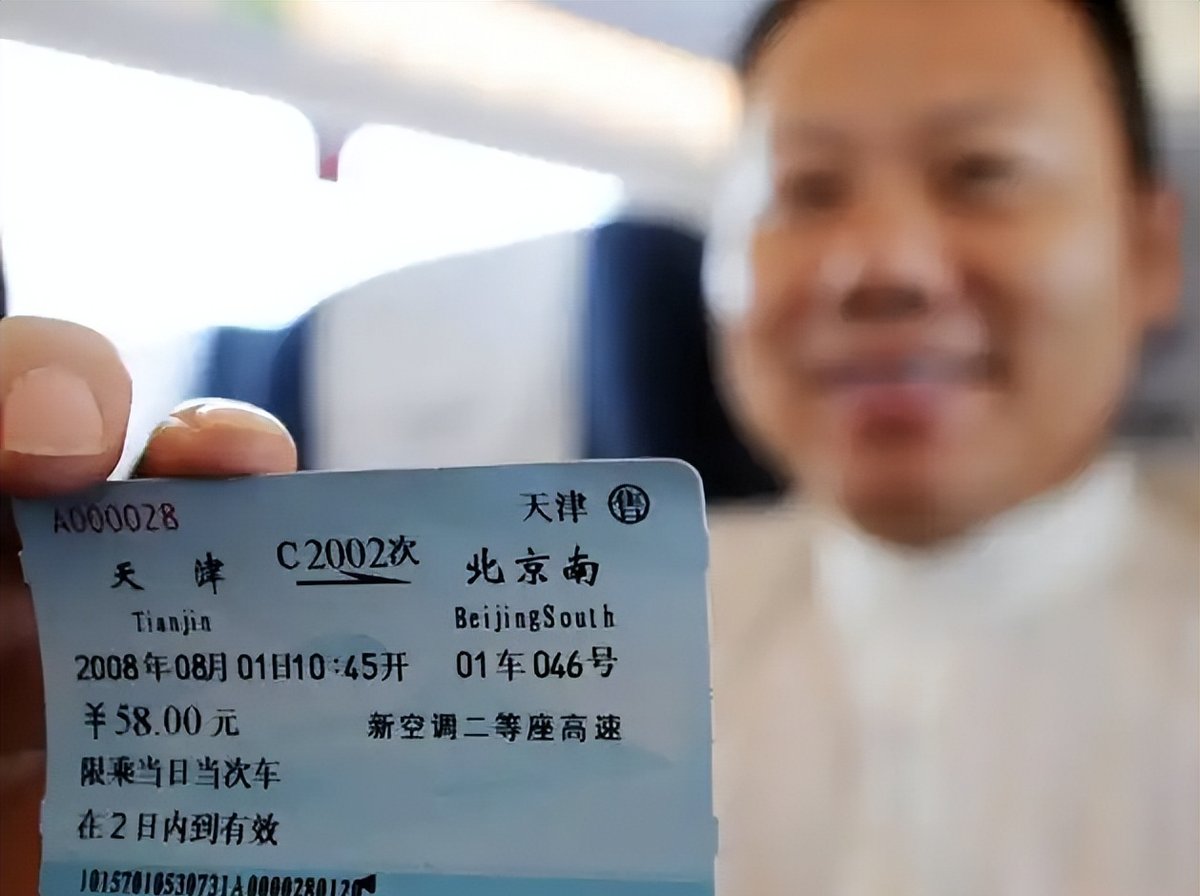 A000028 天津 售
天津 C2002次 北京南
Tianjin BeijingSouth
2008年08月01日10:45开 01车046号
¥58.00元 新空调二等座高速
限乘当日当次车
在2日内到有效
10157010530731A0000280120